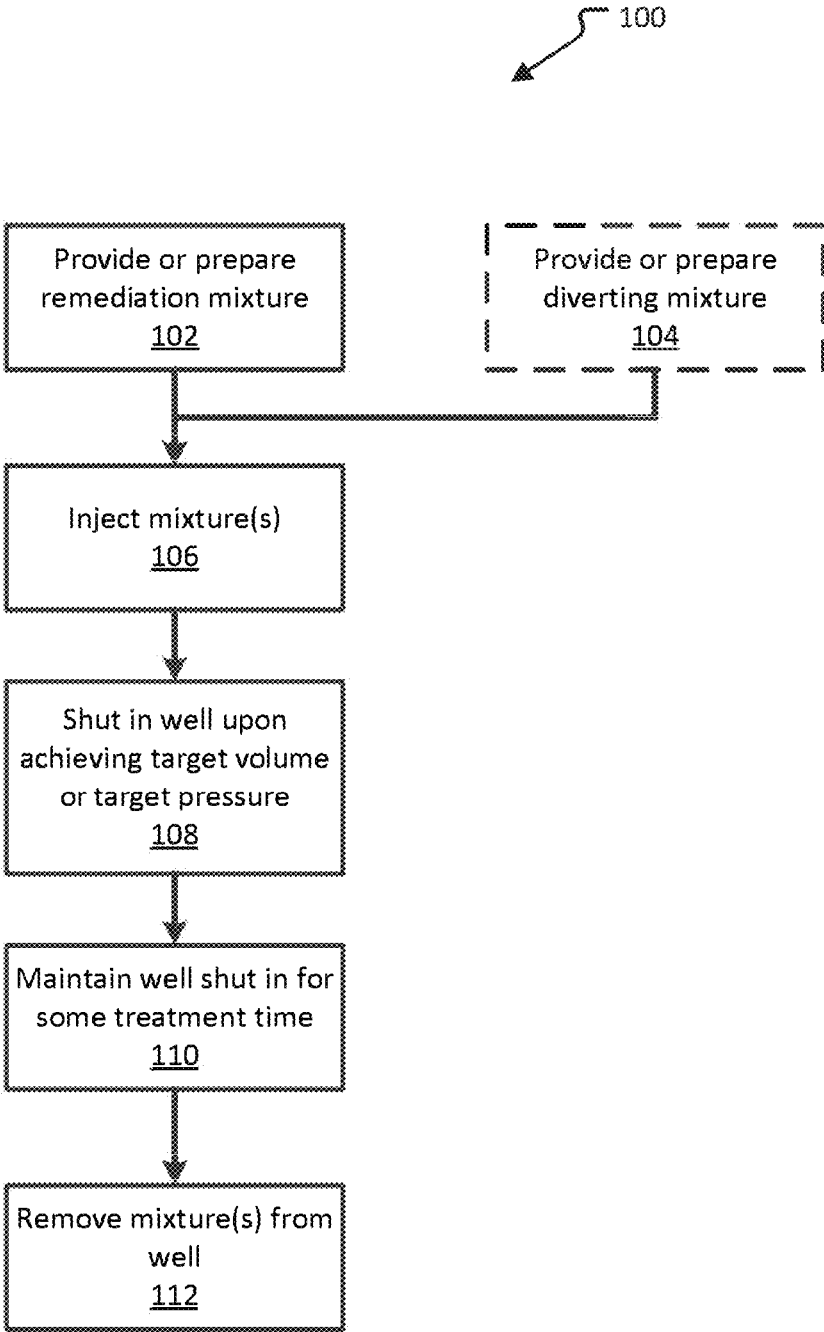 100
Provide or prepare
remediation mixture
102
Provide or prepare
diverting mixture
104
Inject mixture(s)
106
Shut in well upon
achieving target volume
or target pressure
108
Maintain well shut in for
some treatment time
110
Remove mixture(s) from
well
112